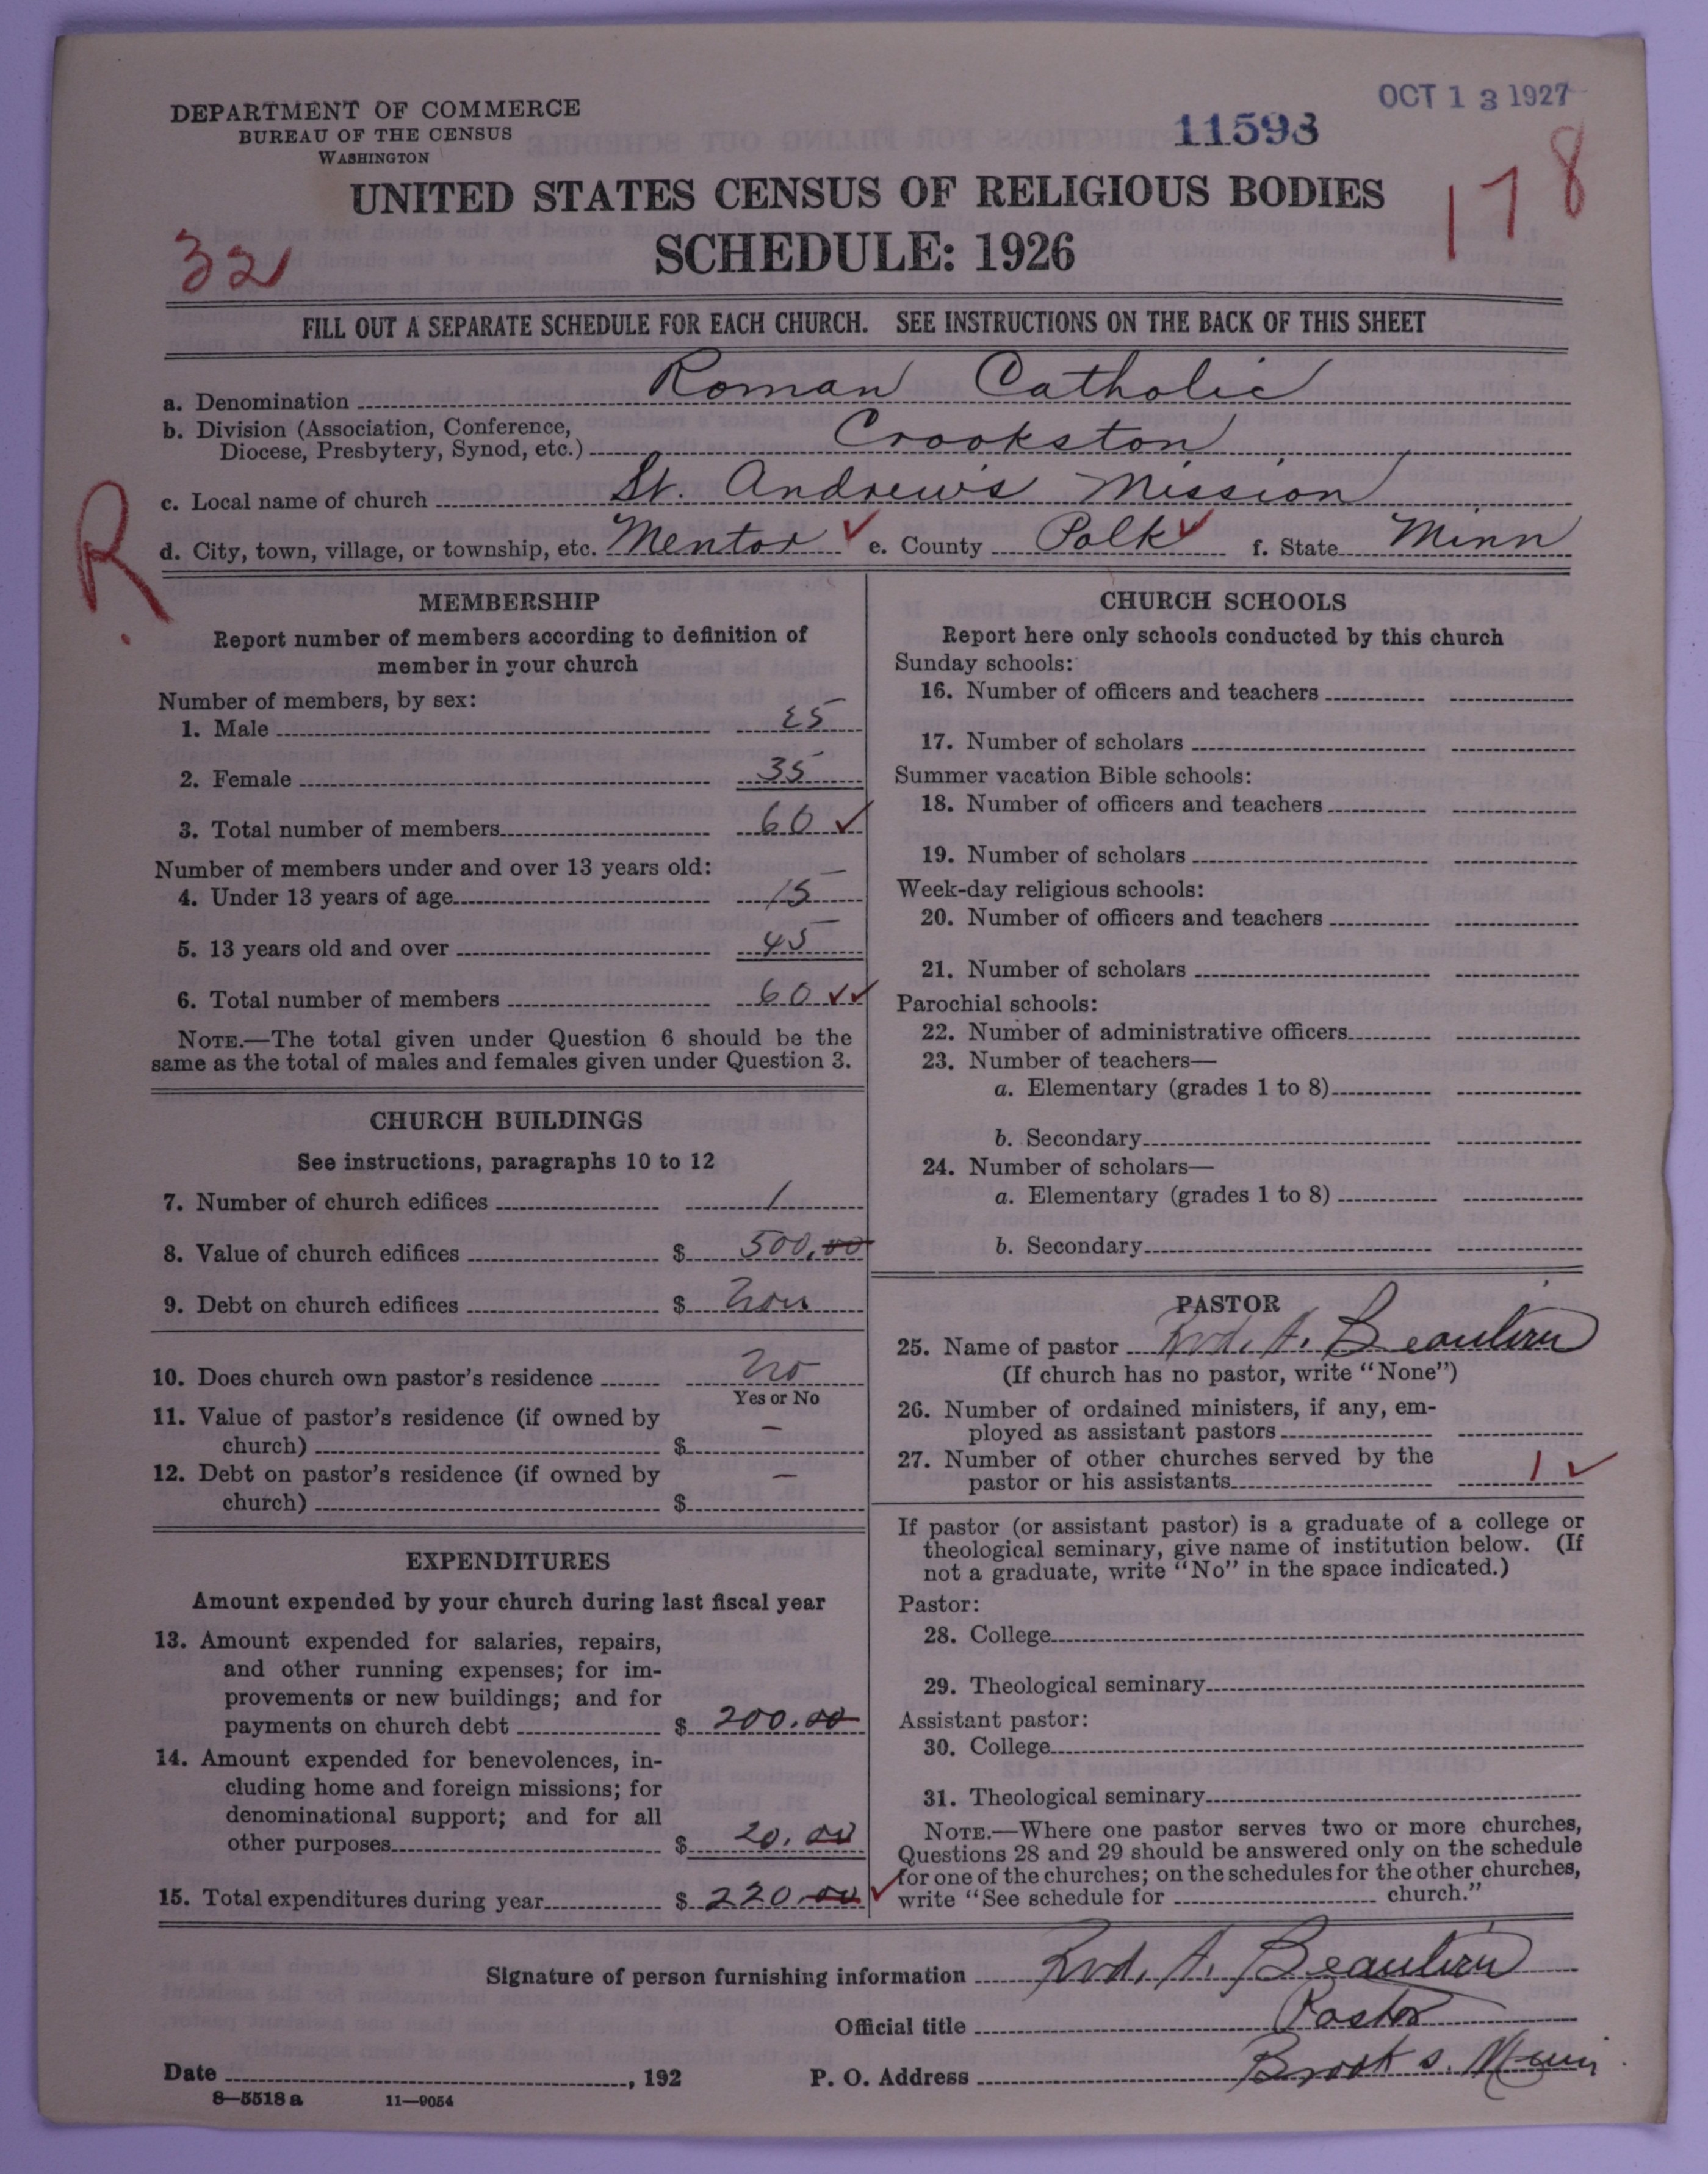 DEPARTMENT OF COMMERCE
BUREAU OF THE CENSUS
WASHINGTON
OCT 13 1927
11593
178
UNITED STATES CENSUS OF RELIGIOUS BODIES
SCHEDULE: 1926
32
FILL OUT A SEPARATE SCHEDULE FOR EACH CHURCH. SEE INSTRUCTIONS ON THE BACK OF THIS SHEET
a. Denomination Roman Catholic
b. Division (Association, Conference,
Diocese, Presbytery, Synod, etc.) Crookston
c. Local name of church St. Andrew's Mission
R.
d. City, town, village, or township, etc. Mentor ✓ e. County Polk ✓ f. State Minn
MEMBERSHIP
Report number of members according to definition of
member in your church
Number of members, by sex:
1. Male 25
2. Female 35
3. Total number of members 60 ✓
Number of members under and over 13 years old:
4. Under 13 years of age 15
5. 13 years old and over 45
6. Total number of members 60 ✓✓
NOTE.—The total given under Question 6 should be the
same as the total of males and females given under Question 3.
CHURCH BUILDINGS
See instructions, paragraphs 10 to 12
7. Number of church edifices 1
8. Value of church edifices $ 500.00
9. Debt on church edifices $ Non
10. Does church own pastor's residence No
Yes or No
11. Value of pastor's residence (if owned by
church) $ —
12. Debt on pastor's residence (if owned by
church) $ —
EXPENDITURES
Amount expended by your church during last fiscal year
13. Amount expended for salaries, repairs,
and other running expenses; for im-
provements or new buildings; and for
payments on church debt $ 200.00
14. Amount expended for benevolences, in-
cluding home and foreign missions; for
denominational support; and for all
other purposes $ 20.00
15. Total expenditures during year $ 220.00 ✓
CHURCH SCHOOLS
Report here only schools conducted by this church
Sunday schools:
16. Number of officers and teachers
17. Number of scholars
Summer vacation Bible schools:
18. Number of officers and teachers
19. Number of scholars
Week-day religious schools:
20. Number of officers and teachers
21. Number of scholars
Parochial schools:
22. Number of administrative officers
23. Number of teachers—
a. Elementary (grades 1 to 8)
b. Secondary
24. Number of scholars—
a. Elementary (grades 1 to 8)
b. Secondary
PASTOR
25. Name of pastor Rvd. A. Beaulieu
(If church has no pastor, write "None")
26. Number of ordained ministers, if any, em-
ployed as assistant pastors
27. Number of other churches served by the
pastor or his assistants 1 ✓
If pastor (or assistant pastor) is a graduate of a college or
theological seminary, give name of institution below. (If
not a graduate, write "No" in the space indicated.)
Pastor:
28. College
29. Theological seminary
Assistant pastor:
30. College
31. Theological seminary
NOTE.—Where one pastor serves two or more churches,
Questions 28 and 29 should be answered only on the schedule
for one of the churches; on the schedules for the other churches,
write "See schedule for church."
Signature of person furnishing information Rvd. A. Beaulieu
Official title Pastor
Date , 192 P. O. Address Brooks. Minn
8—5518 a 11—9054